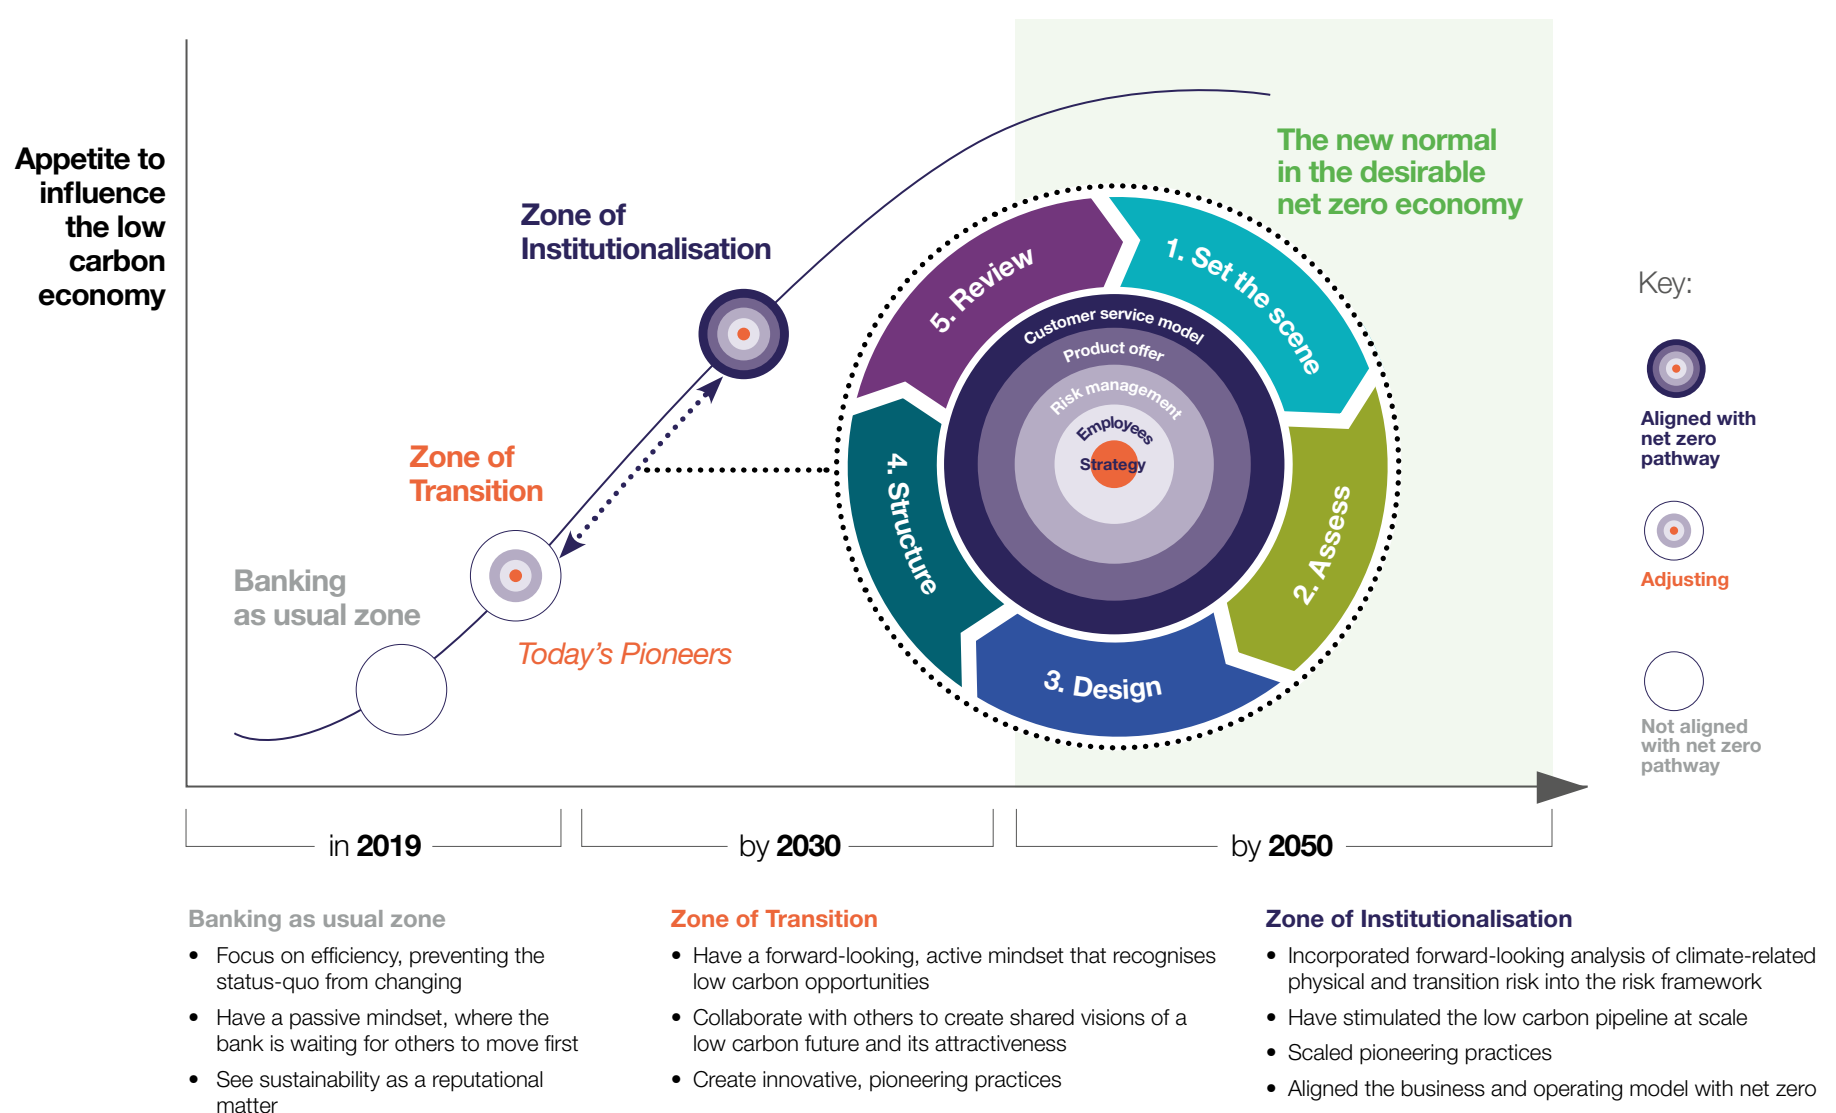 Appetite to
influence
the low
carbon
economy
The new normal
in the desirable
net zero economy
Zone of
Institutionalisation
Zone of
Transition
Banking
as usual zone
Today's Pioneers
1. Set the scene
2. Assess
3. Design
4. Structure
5. Review
Customer service model
Product offer
Risk management
Employees
Strategy
Key:
Aligned with
net zero
pathway
Adjusting
Not aligned
with net zero
pathway
in 2019
by 2030
by 2050
Banking as usual zone
• Focus on efficiency, preventing the
status-quo from changing
• Have a passive mindset, where the
bank is waiting for others to move first
• See sustainability as a reputational
matter
Zone of Transition
• Have a forward-looking, active mindset that recognises
low carbon opportunities
• Collaborate with others to create shared visions of a
low carbon future and its attractiveness
• Create innovative, pioneering practices
Zone of Institutionalisation
• Incorporated forward-looking analysis of climate-related
physical and transition risk into the risk framework
• Have stimulated the low carbon pipeline at scale
• Scaled pioneering practices
• Aligned the business and operating model with net zero